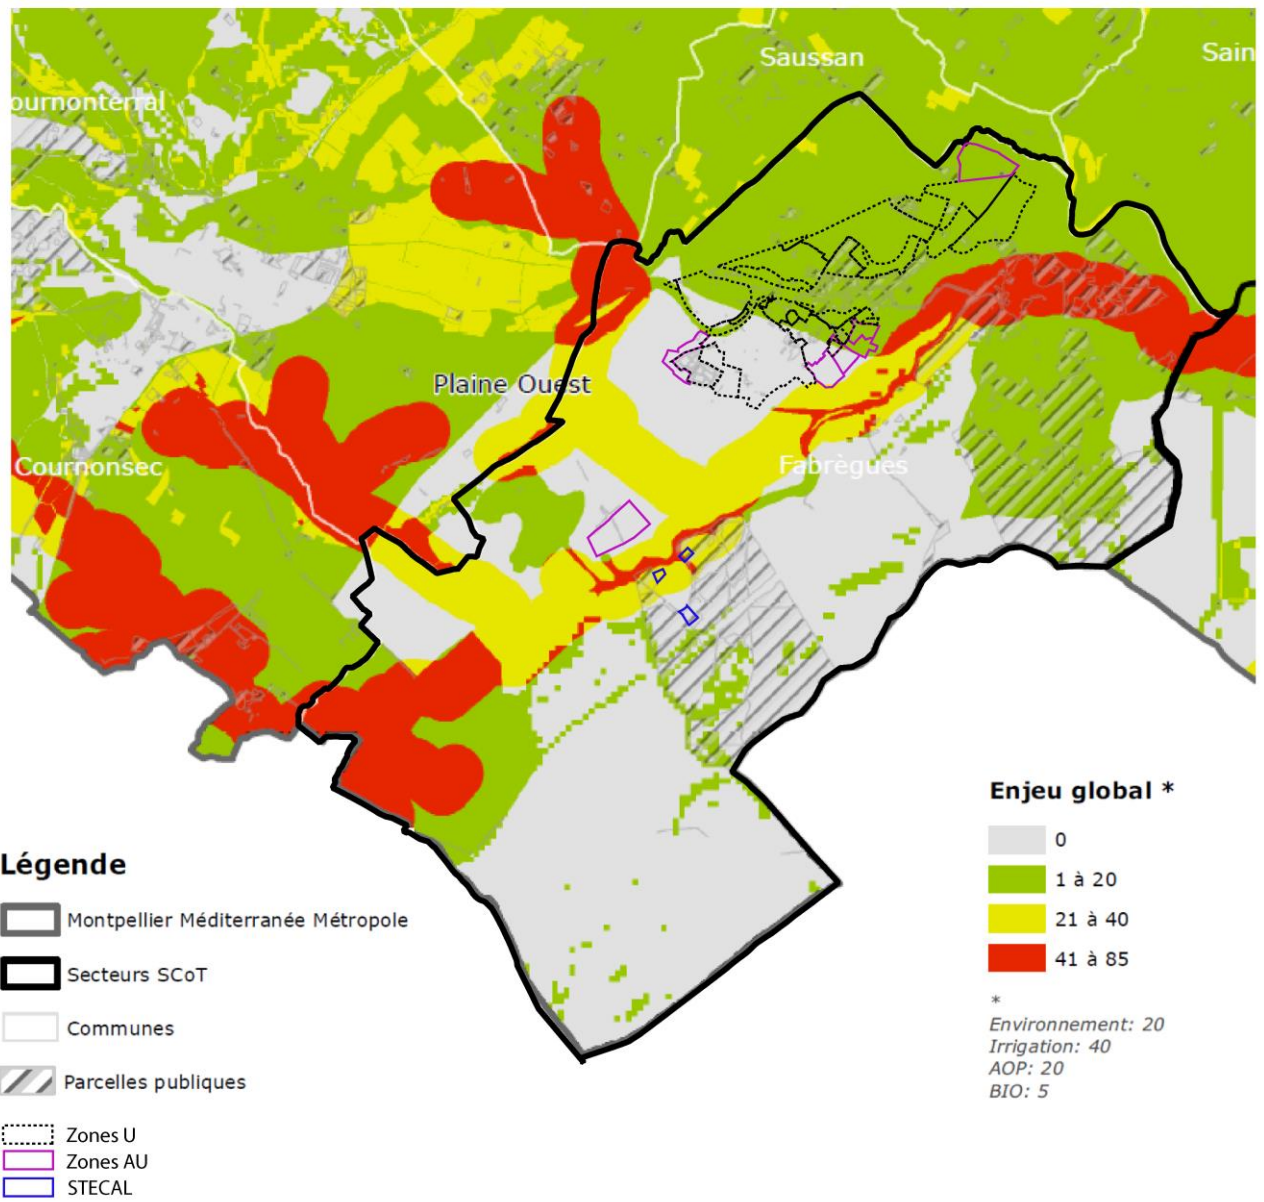 Saussan
Sain
ournonterral
Plaine Ouest
Cournonsec
Fabrègues
Enjeu global *
0
1 à 20
21 à 40
41 à 85
*
Environnement: 20
Irrigation: 40
AOP: 20
BIO: 5
Légende
Montpellier Méditerranée Métropole
Secteurs SCoT
Communes
Parcelles publiques
Zones U
Zones AU
STECAL